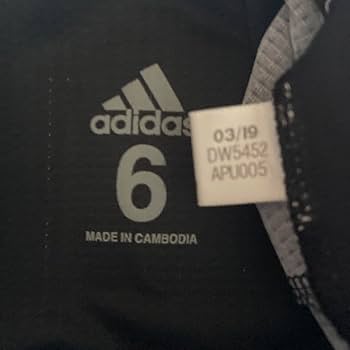 adidas
6
MADE IN CAMBODIA
03/19
DW5452
APU005